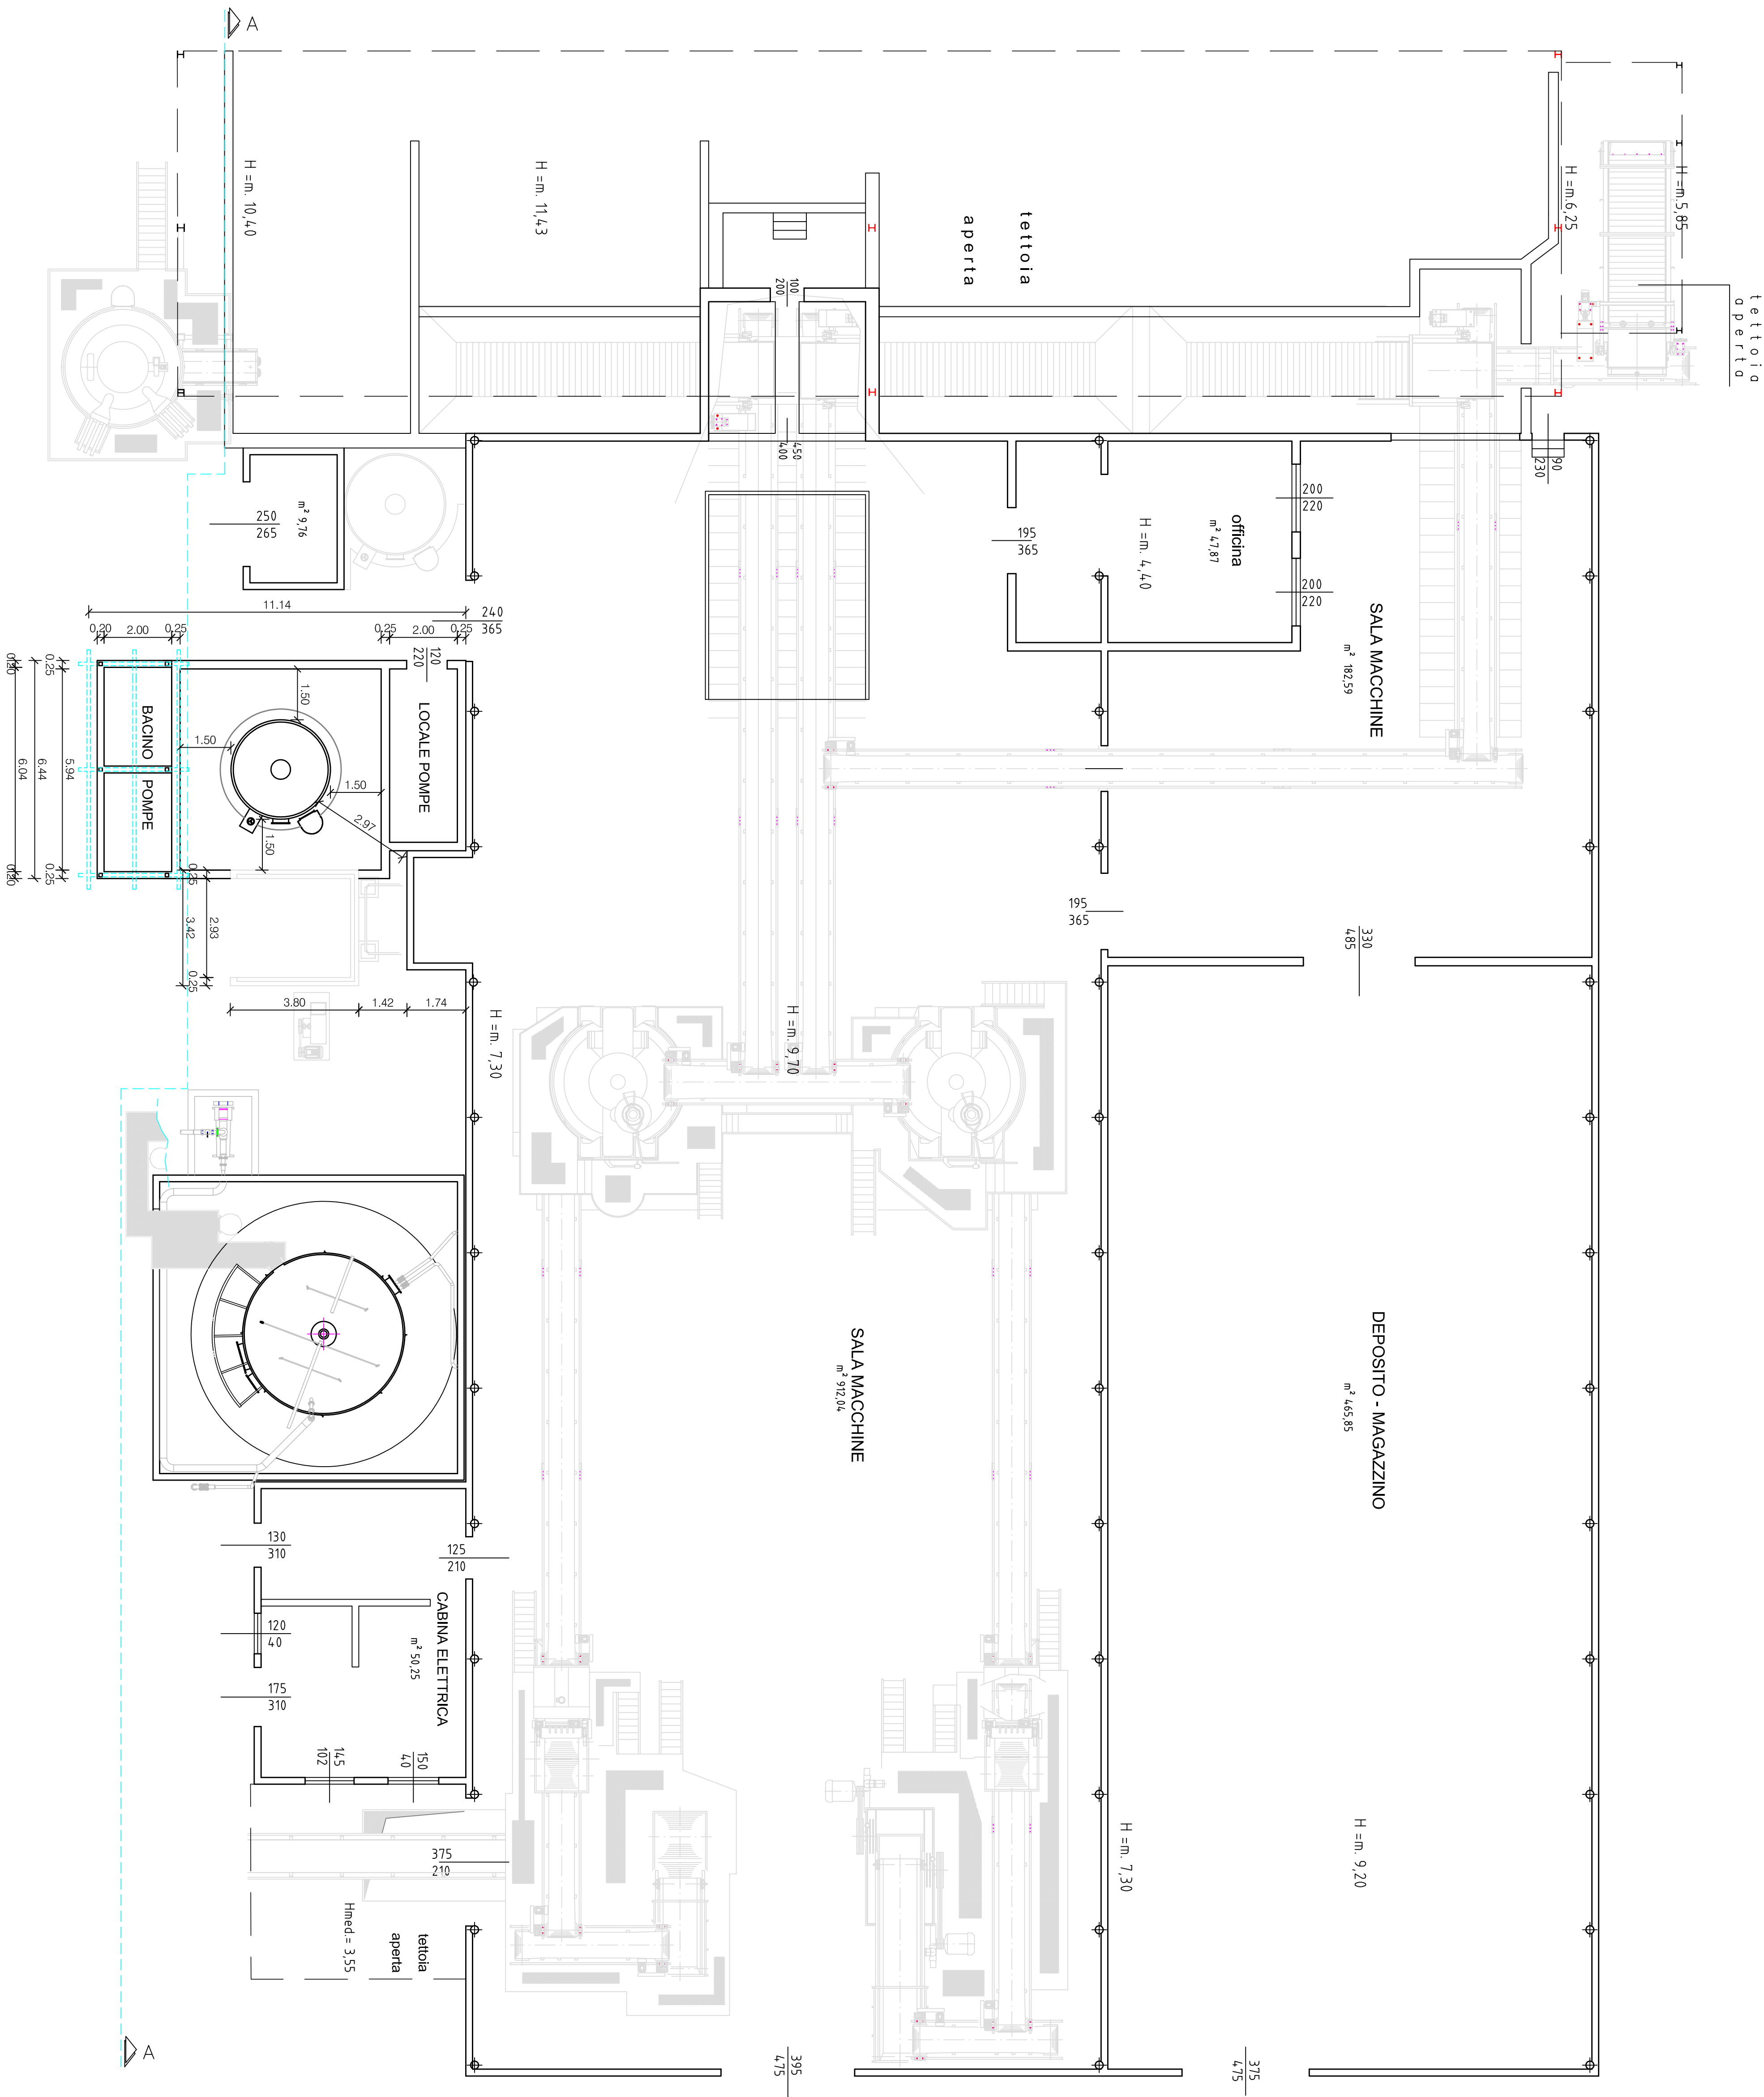 A
H =m. 10,40
H =m. 11,43
tettoia
aperta
H =m.6,25
H =m.5,85
tettoia
aperta
100
200
450
400
90
230
m² 9,76
250
265
195
365
H =m. 4,40
officina
m² 47,87
200
220
200
220
SALA MACCHINE
m² 182,59
11.14
240
365
0.20
2.00
0.25
0.25
2.00
0.25
120
220
0.20
0.25
1.50
1.50
1.50
1.50
2.97
LOCALE POMPE
BACINO
POMPE
5.94
6.44
6.04
0.20
0.25
0.25
2.93
3.42
0.25
3.80
1.42
1.74
H =m. 7,30
H =m. 9,70
195
365
330
485
SALA MACCHINE
m² 912,04
DEPOSITO - MAGAZZINO
m² 465,85
130
310
125
210
120
40
175
310
CABINA ELETTRICA
m² 50,25
145
102
150
40
375
210
Hmed.= 3,55
tettoia
aperta
H =m. 7,30
H =m. 9,20
A
395
475
375
475